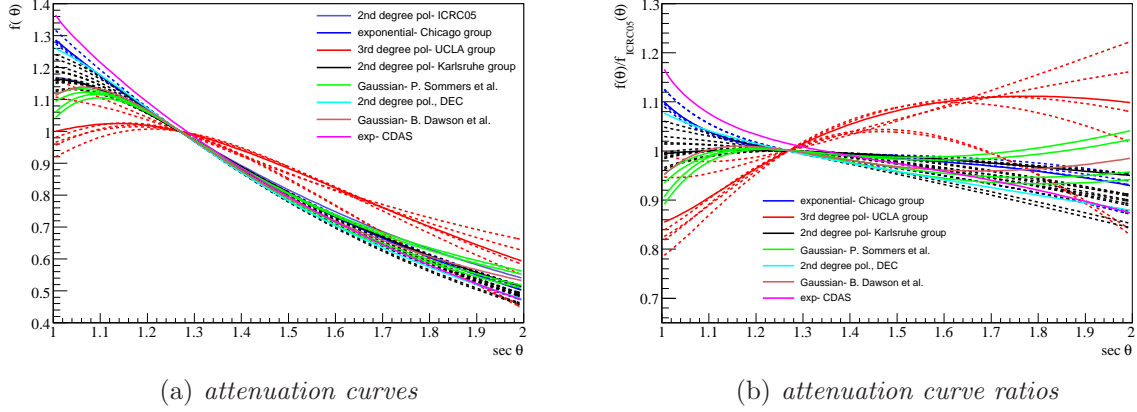 f( θ)
1.4
1.3
1.2
1.1
1
0.9
0.8
0.7
0.6
0.5
0.4
2nd degree pol- ICRC05
exponential- Chicago group
3rd degree pol- UCLA group
2nd degree pol- Karlsruhe group
Gaussian- P. Sommers et al.
2nd degree pol., DEC
Gaussian- B. Dawson et al.
exp- CDAS
1 1.1 1.2 1.3 1.4 1.5 1.6 1.7 1.8 1.9 2
sec θ
(a) attenuation curves
f(θ)/f ICRC05(θ)
1.3
1.2
1.1
1
0.9
0.8
0.7
exponential- Chicago group
3rd degree pol- UCLA group
2nd degree pol- Karlsruhe group
Gaussian- P. Sommers et al.
2nd degree pol., DEC
Gaussian- B. Dawson et al.
exp- CDAS
1 1.1 1.2 1.3 1.4 1.5 1.6 1.7 1.8 1.9 2
sec θ
(b) attenuation curve ratios